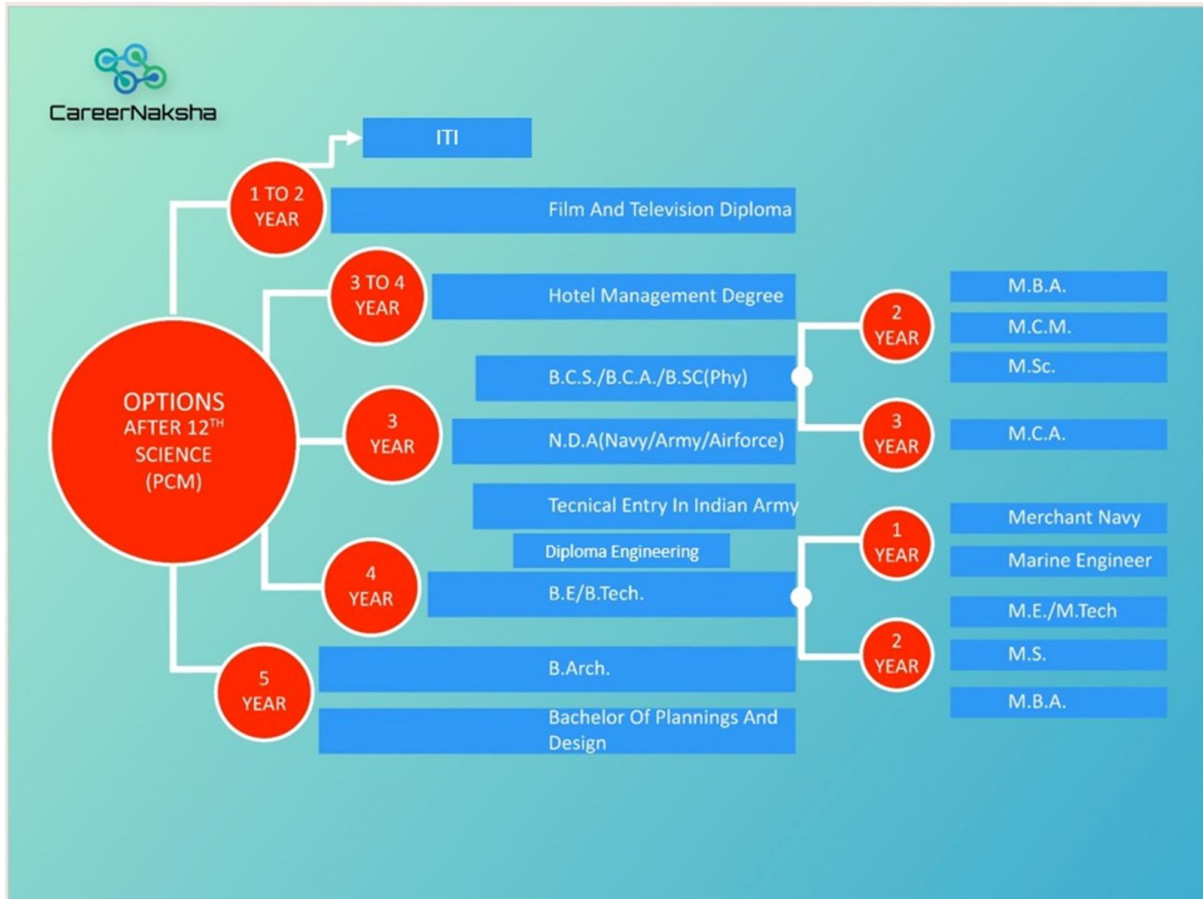 CareerNaksha
ITI
1 TO 2
YEAR
Film And Television Diploma
3 TO 4
YEAR
Hotel Management Degree
OPTIONS
AFTER 12TH
SCIENCE
(PCM)
3
YEAR
B.C.S./B.C.A./B.SC(Phy)
N.D.A(Navy/Army/Airforce)
Tecnical Entry In Indian Army
2
YEAR
M.B.A.
M.C.M.
M.Sc.
3
YEAR
M.C.A.
4
YEAR
Diploma Engineering
B.E/B.Tech.
1
YEAR
Merchant Navy
Marine Engineer
2
YEAR
M.E./M.Tech
M.S.
M.B.A.
5
YEAR
B.Arch.
Bachelor Of Plannings And
Design